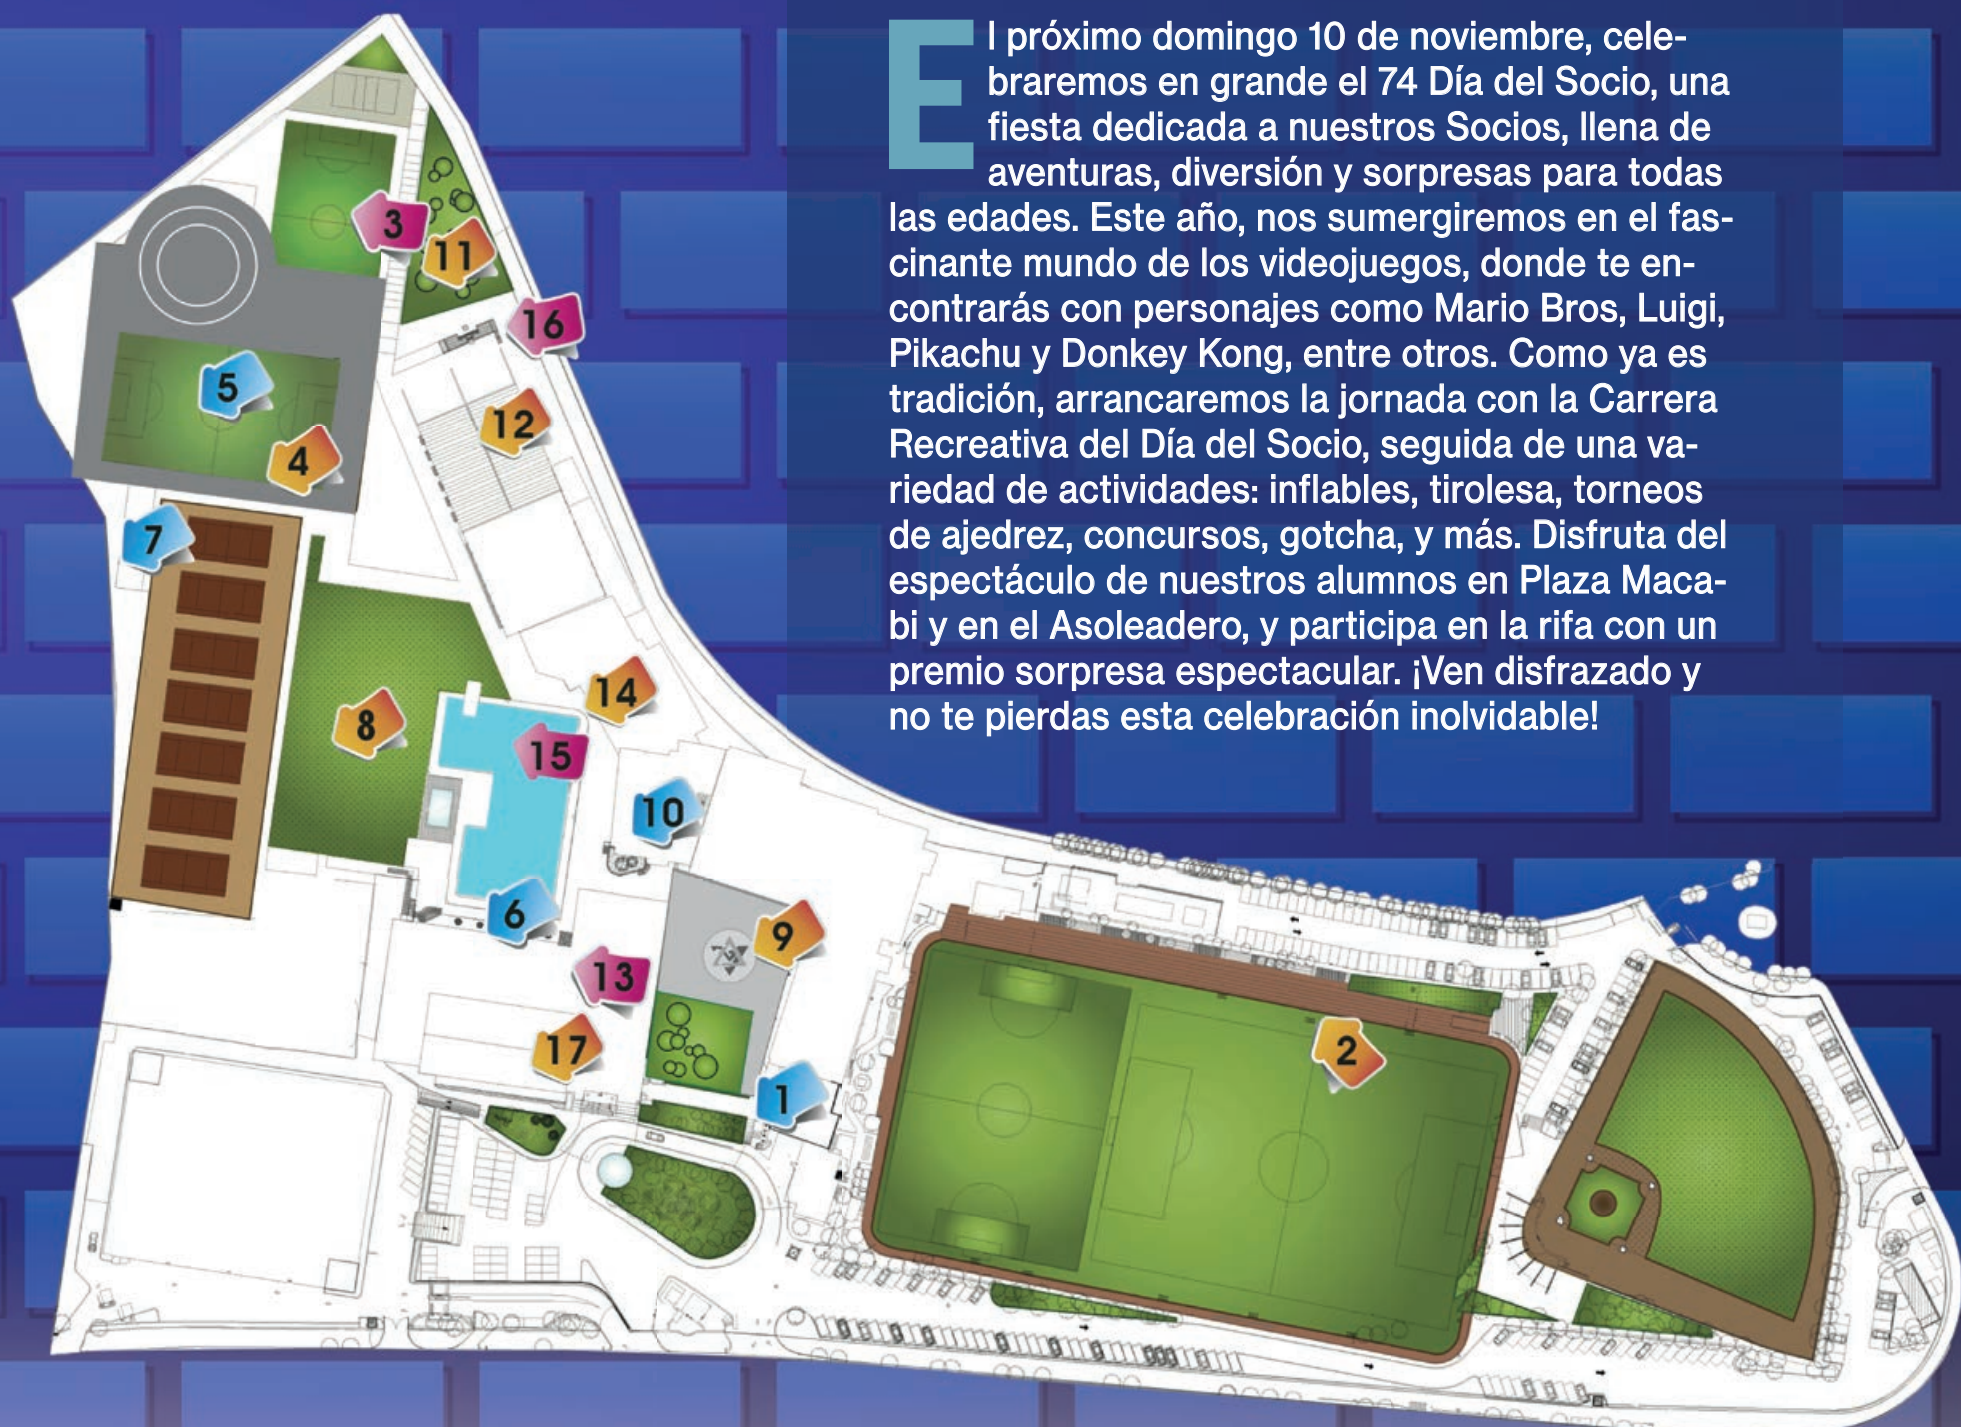 El próximo domingo 10 de noviembre, cele-
braremos en grande el 74 Día del Socio, una
fiesta dedicada a nuestros Socios, llena de
aventuras, diversión y sorpresas para todas
las edades. Este año, nos sumergiremos en el fas-
cinante mundo de los videojuegos, donde te en-
contrarás con personajes como Mario Bros, Luigi,
Pikachu y Donkey Kong, entre otros. Como ya es
tradición, arrancaremos la jornada con la Carrera
Recreativa del Día del Socio, seguida de una va-
riedad de actividades: inflables, tirolesa, torneos
de ajedrez, concursos, gotcha, y más. Disfruta del
espectáculo de nuestros alumnos en Plaza Maca-
bi y en el Asoleadero, y participa en la rifa con un
premio sorpresa espectacular. ¡Ven disfrazado y
no te pierdas esta celebración inolvidable!
3
11
16
5
12
4
7
14
8
15
10
6
9
13
17
2
1